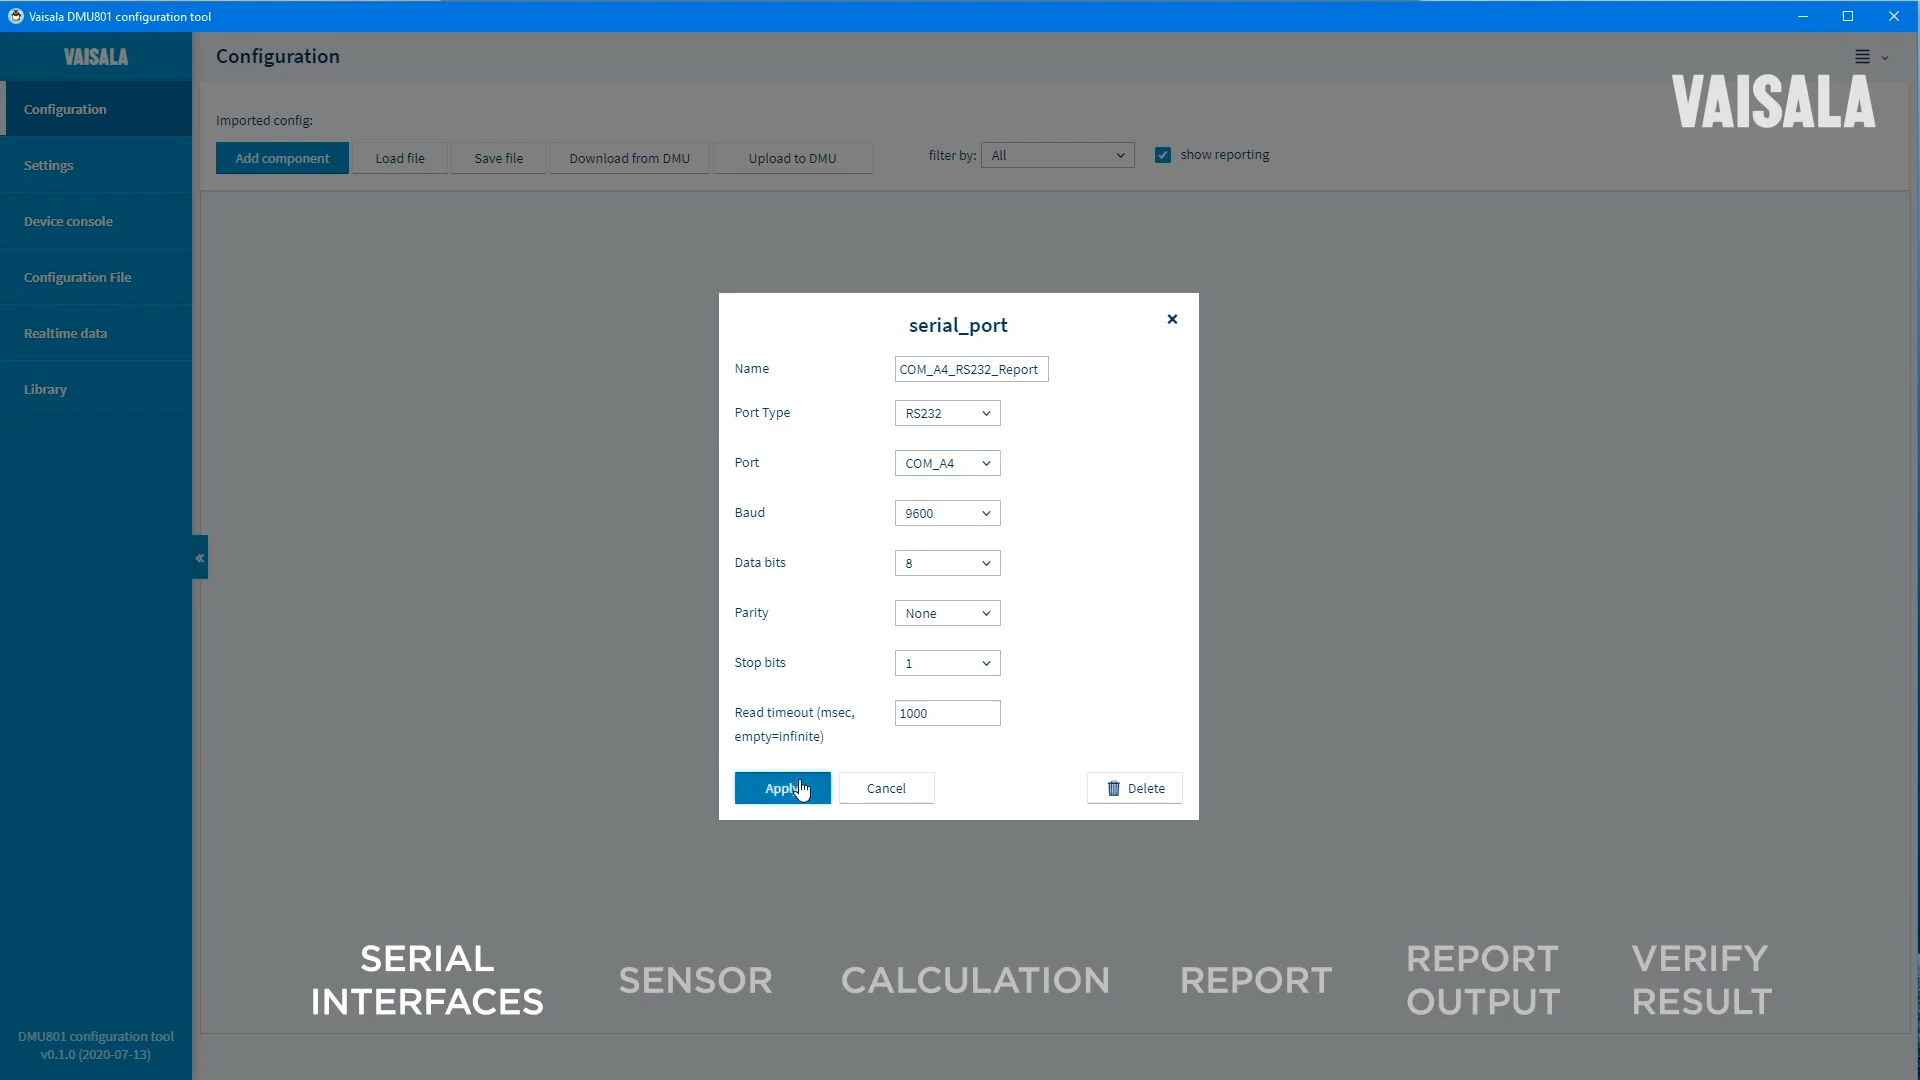 Vaisala DMU801 configuration tool
VAISALA
Configuration
Settings
Device console
Configuration File
Realtime data
Library
DMU801 configuration tool
v0.1.0 (2020-07-13)
Configuration
VAISALA
Imported config:
Add component
Load file
Save file
Download from DMU
Upload to DMU
filter by:
All
show reporting
serial_port
Name
COM_A4_RS232_Report
Port Type
RS232
Port
COM_A4
Baud
9600
Data bits
8
Parity
None
Stop bits
1
Read timeout (msec,
empty=infinite)
1000
Apply
Cancel
Delete
SERIAL
INTERFACES
SENSOR
CALCULATION
REPORT
REPORT
OUTPUT
VERIFY
RESULT